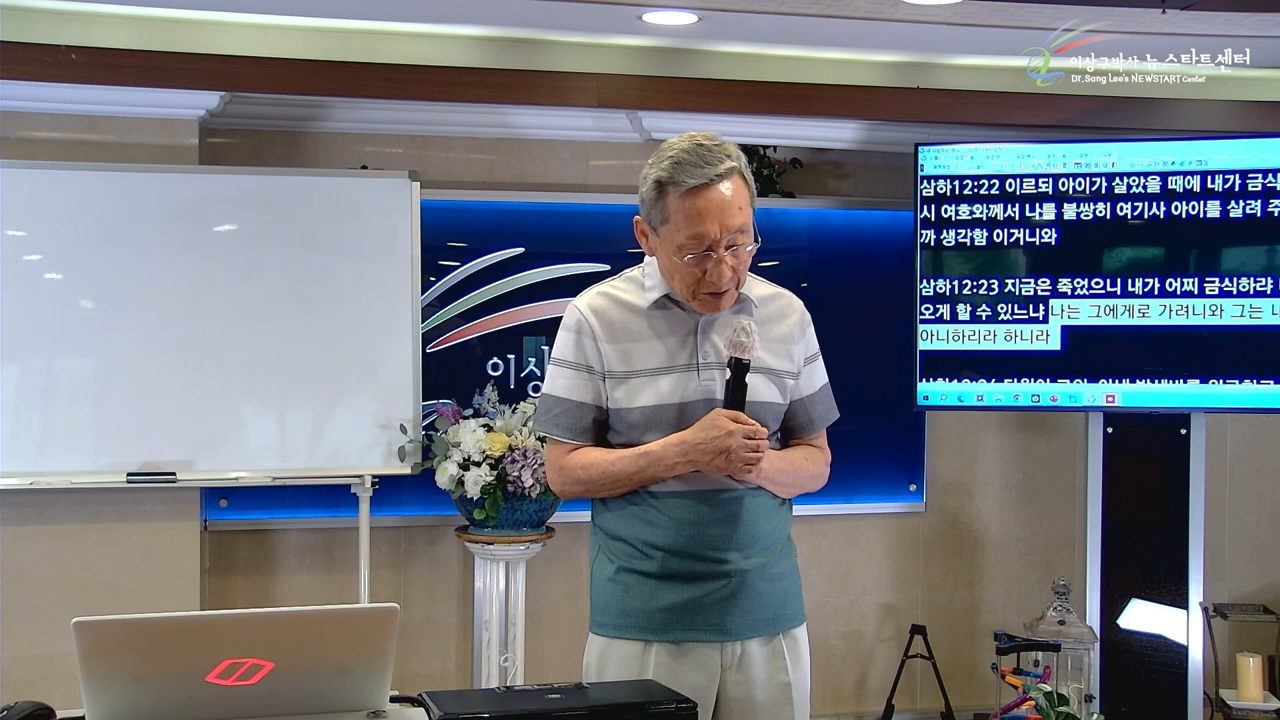 이상구박사 뉴스타트센터
Dr. Sang Lee's NEWSTART Center
삼하12:22 이르되 아이가 살았을 때에 내가 금식
시 여호와께서 나를 불쌍히 여기사 아이를 살려 주
까 생각함 이거니와
삼하12:23 지금은 죽었으니 내가 어찌 금식하랴
오게 할 수 있느냐 나는 그에게로 가려니와 그는
아니하리라 하니라
이상